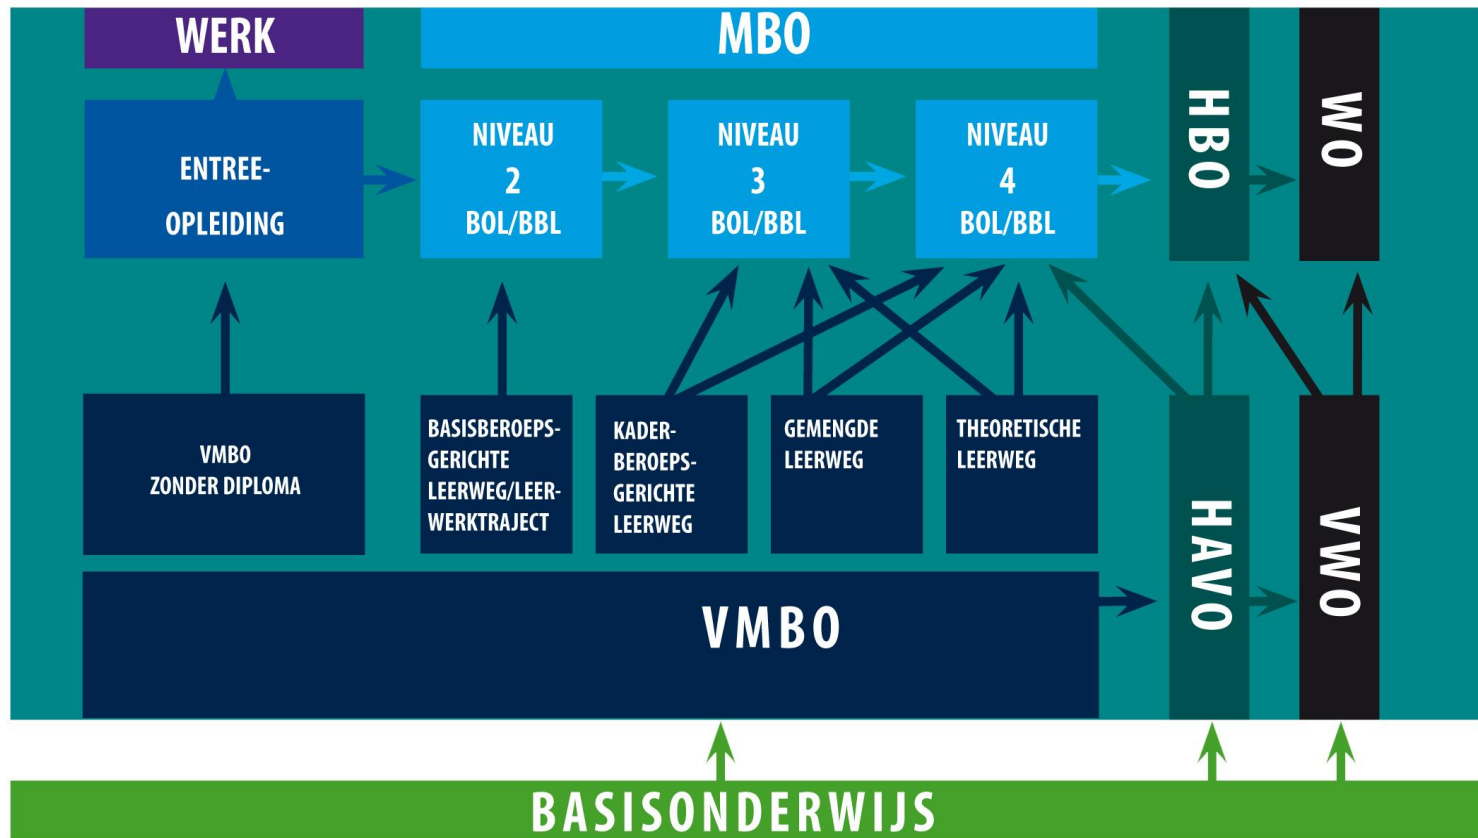 WERK
MBO
ENTREE-
OPLEIDING
NIVEAU
2
BOL/BBL
NIVEAU
3
BOL/BBL
NIVEAU
4
BOL/BBL
HBO
WO
VMBO
ZONDER DIPLOMA
BASISBEROEPS-
GERICHTE
LEERWEG/LEER-
WERKTRAJECT
KADER-
BEROEPS-
GERICHTE
LEERWEG
GEMENGDE
LEERWEG
THEORETISCHE
LEERWEG
HAVO
VWO
VMBO
BASISONDERWIJS